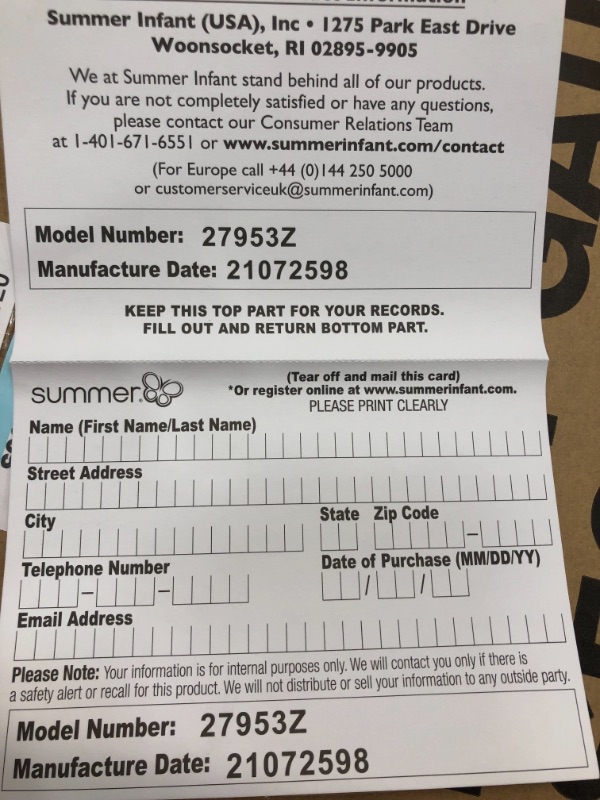 Summer Infant (USA), Inc • 1275 Park East Drive
Woonsocket, RI 02895-9905
We at Summer Infant stand behind all of our products.
If you are not completely satisfied or have any questions,
please contact our Consumer Relations Team
at 1-401-671-6551 or www.summerinfant.com/contact
(For Europe call +44 (0)144 250 5000
or customerserviceuk@summerinfant.com)
Model Number: 27953Z
Manufacture Date: 21072598
KEEP THIS TOP PART FOR YOUR RECORDS.
FILL OUT AND RETURN BOTTOM PART.
summer®
(Tear off and mail this card)
*Or register online at www.summerinfant.com.
PLEASE PRINT CLEARLY
Name (First Name/Last Name)
Street Address
City State Zip Code
–
Telephone Number Date of Purchase (MM/DD/YY)
– – / /
Email Address
Please Note: Your information is for internal purposes only. We will contact you only if there is
a safety alert or recall for this product. We will not distribute or sell your information to any outside party.
Model Number: 27953Z
Manufacture Date: 21072598